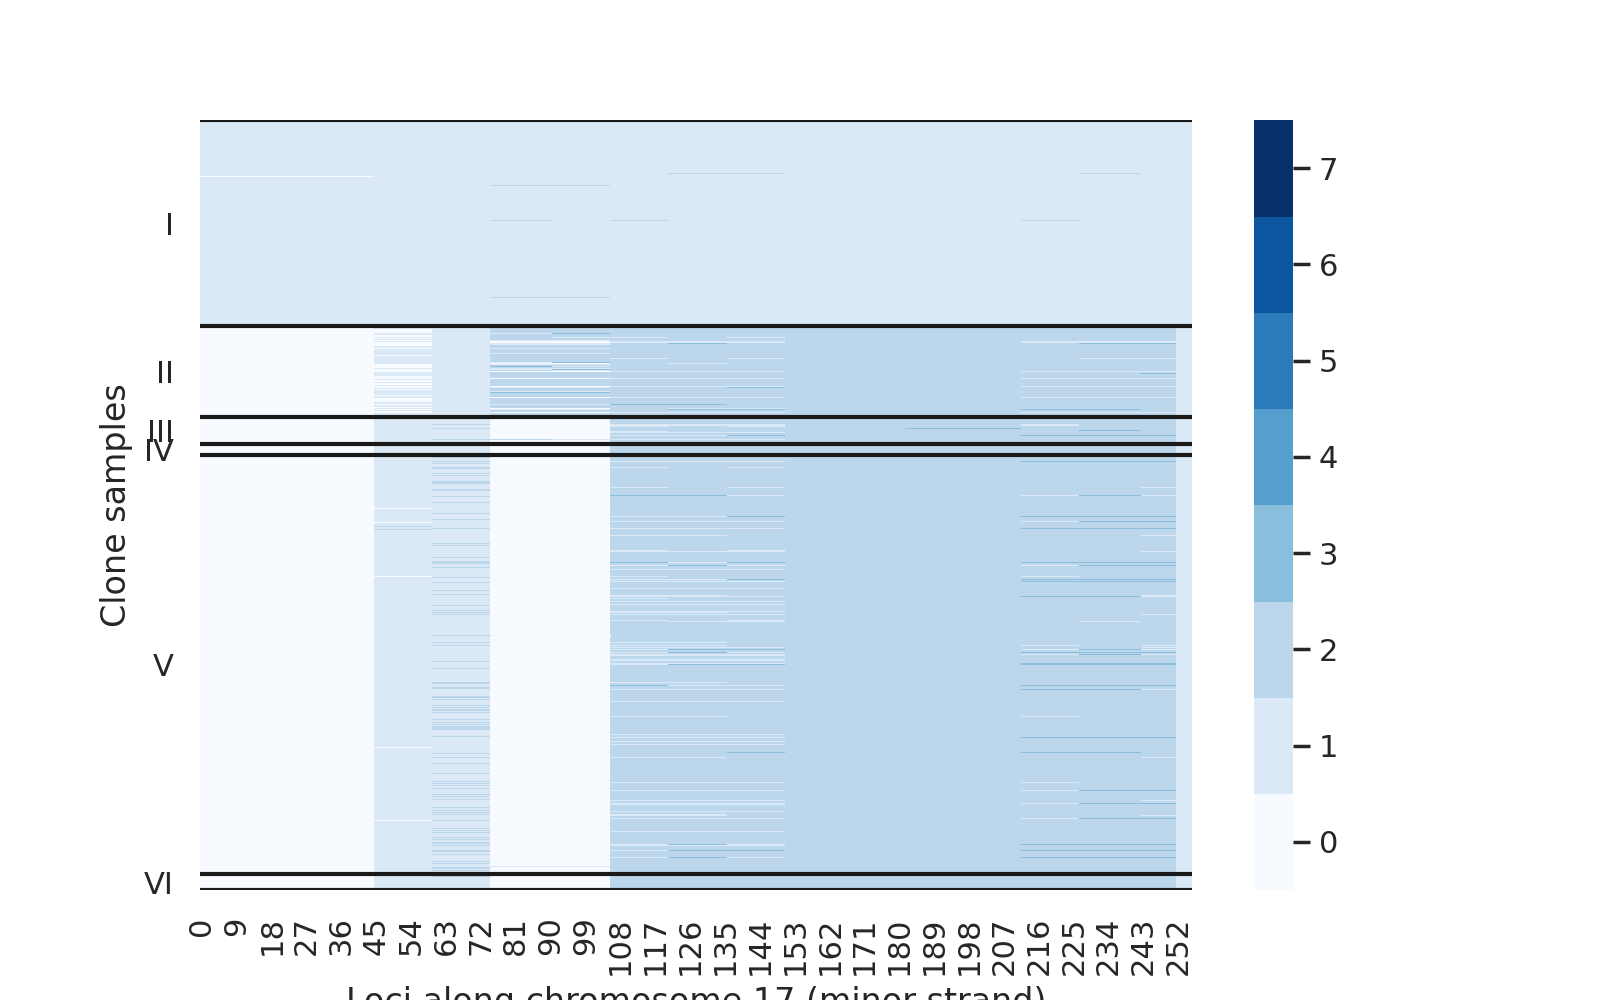 I
II
III
IV
V
VI
Clone samples
0 9 18 27 36 45 54 63 72 81 90 99 108 117 126 135 144 153 162 171 180 189 198 207 216 225 234 243 252
Loci along chromosome 17 (minor strand)
7
6
5
4
3
2
1
0